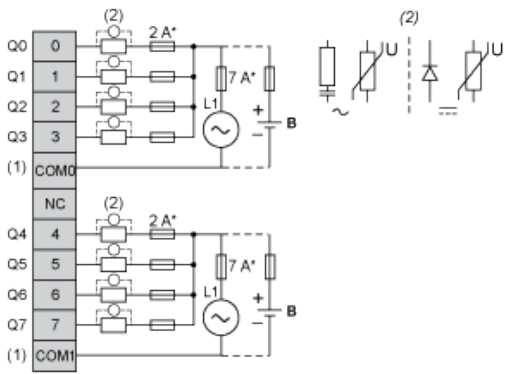 (2) 2 A* (2)
Q0 0 U U
Q1 1 7 A*
Q2 2 L1 +
Q3 3 − B
(1) COM0
NC (2)
Q4 4 2 A*
Q5 5 7 A*
Q6 6 L1 +
Q7 7 − B
(1) COM1